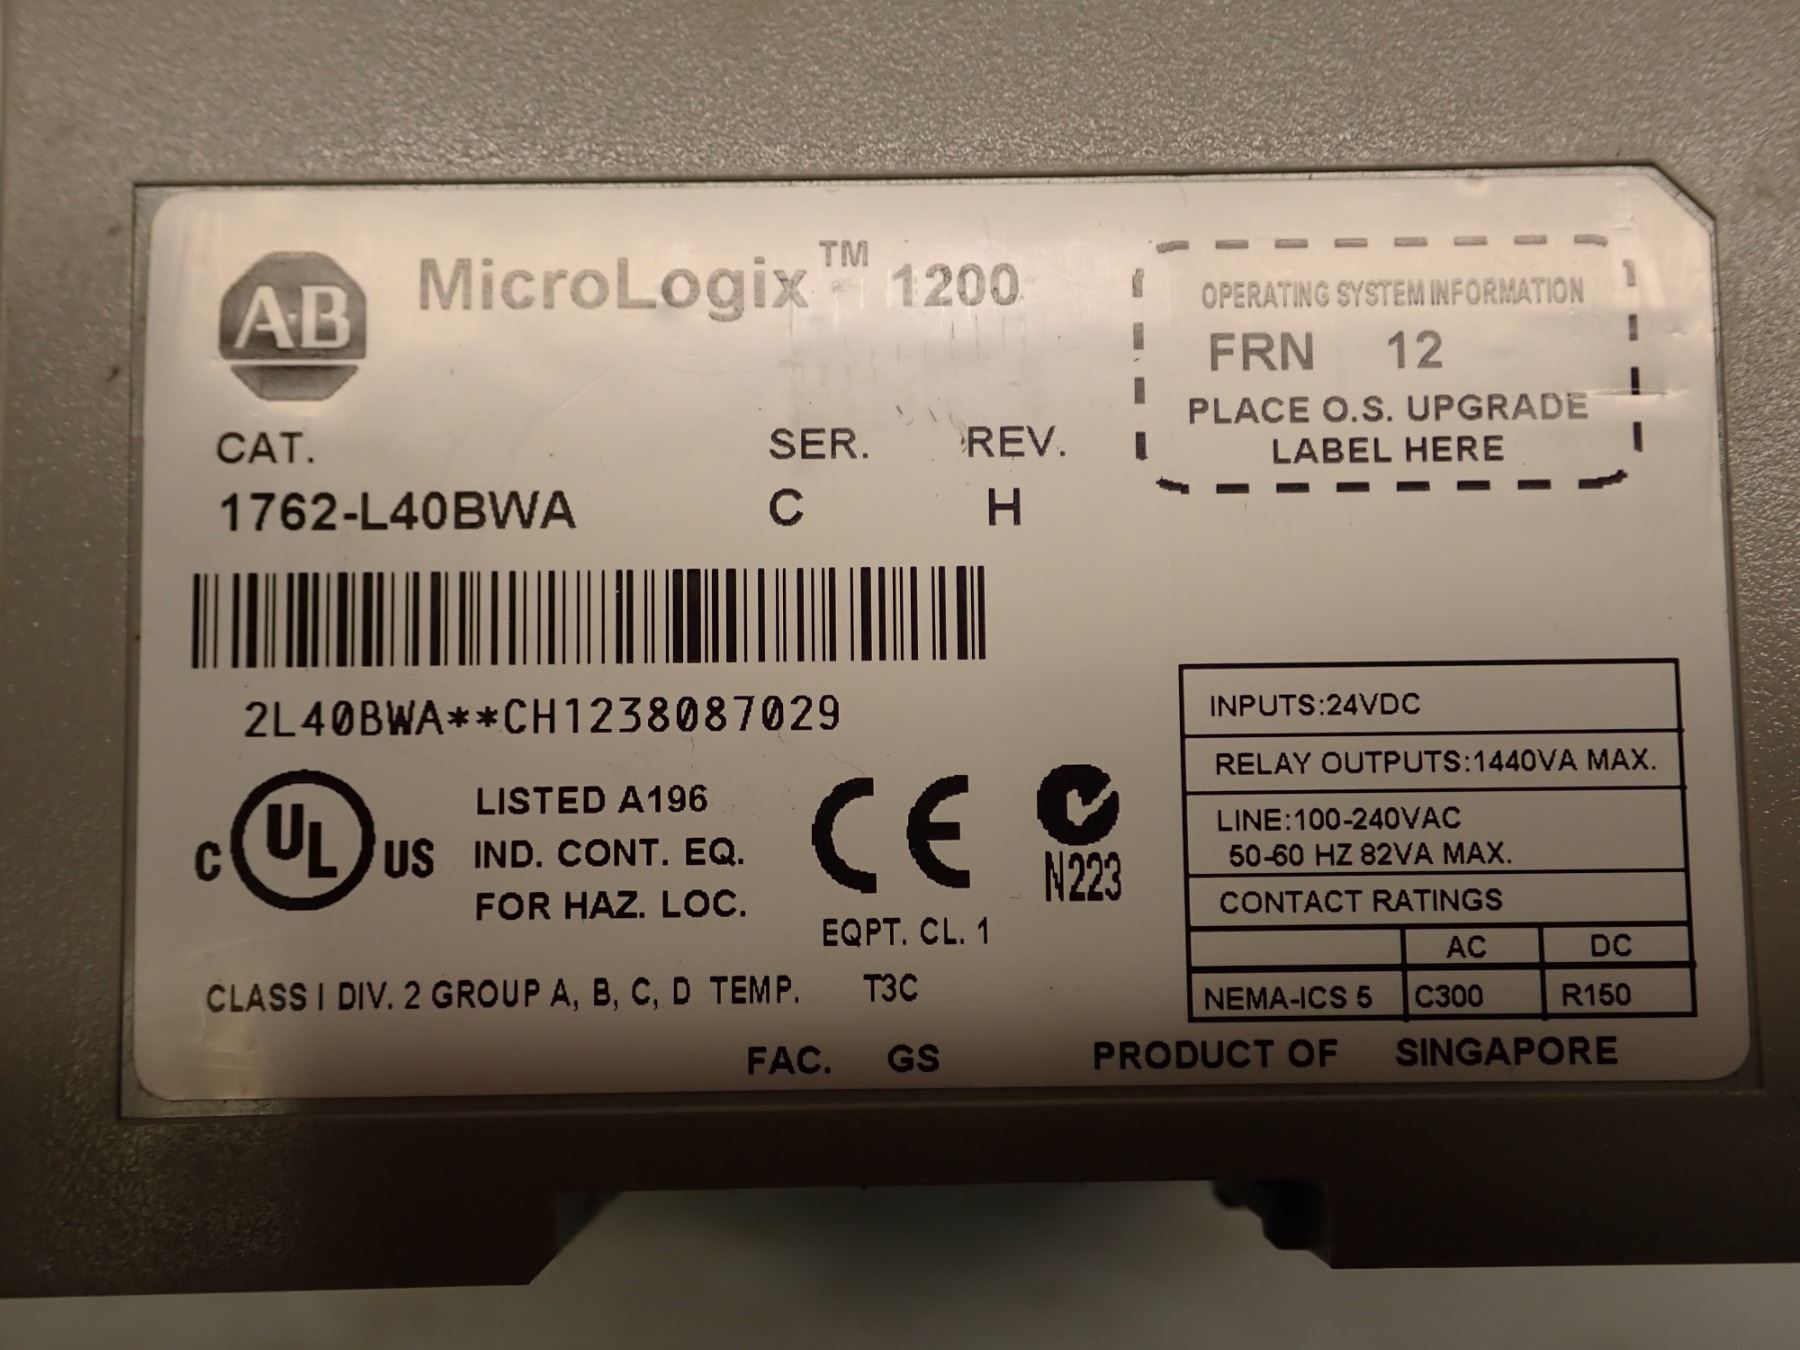 A·B
MicroLogix™ 1200
OPERATING SYSTEM INFORMATION
FRN 12
PLACE O.S. UPGRADE
LABEL HERE
CAT. SER. REV.
1762-L40BWA C H
2L40BWA**CH1238087029
C UL US
LISTED A196
IND. CONT. EQ.
FOR HAZ. LOC.
CE
EQPT. CL. 1
N223
CLASS I DIV. 2 GROUP A, B, C, D TEMP. T3C
INPUTS:24VDC
RELAY OUTPUTS:1440VA MAX.
LINE:100-240VAC
50-60 HZ 82VA MAX.
CONTACT RATINGS
AC DC
NEMA-ICS 5 C300 R150
FAC. GS PRODUCT OF SINGAPORE